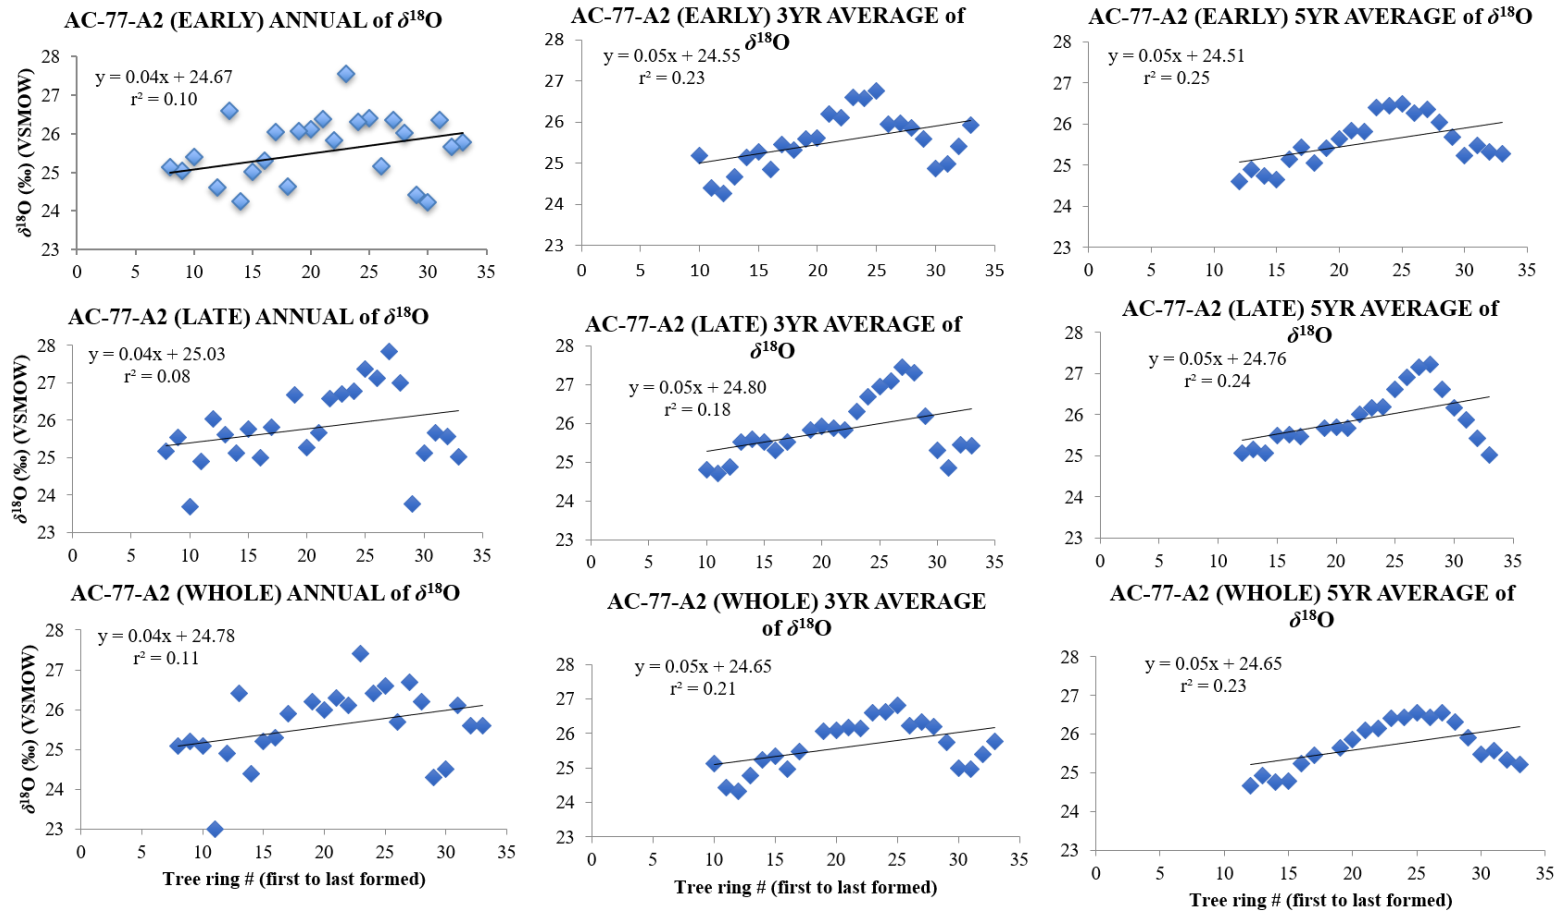 AC-77-A2 (EARLY) ANNUAL of δ¹⁸O
y = 0.04x + 24.67
r² = 0.10
δ¹⁸O (‰) (VSMOW)
28
27
26
25
24
23
0 5 10 15 20 25 30 35
AC-77-A2 (EARLY) 3YR AVERAGE of
δ¹⁸O
y = 0.05x + 24.55
r² = 0.23
28
27
26
25
24
23
0 5 10 15 20 25 30 35
AC-77-A2 (EARLY) 5YR AVERAGE of δ¹⁸O
y = 0.05x + 24.51
r² = 0.25
28
27
26
25
24
23
0 5 10 15 20 25 30 35
AC-77-A2 (LATE) ANNUAL of δ¹⁸O
y = 0.04x + 25.03
r² = 0.08
δ¹⁸O (‰) (VSMOW)
28
27
26
25
24
23
0 5 10 15 20 25 30 35
AC-77-A2 (LATE) 3YR AVERAGE of
δ¹⁸O
y = 0.05x + 24.80
r² = 0.18
28
27
26
25
24
23
0 5 10 15 20 25 30 35
AC-77-A2 (LATE) 5YR AVERAGE of
δ¹⁸O
y = 0.05x + 24.76
r² = 0.24
28
27
26
25
24
23
0 5 10 15 20 25 30 35
AC-77-A2 (WHOLE) ANNUAL of δ¹⁸O
y = 0.04x + 24.78
r² = 0.11
δ¹⁸O (‰) (VSMOW)
28
27
26
25
24
23
0 5 10 15 20 25 30 35
Tree ring # (first to last formed)
AC-77-A2 (WHOLE) 3YR AVERAGE
of δ¹⁸O
y = 0.05x + 24.65
r² = 0.21
28
27
26
25
24
23
0 5 10 15 20 25 30 35
Tree ring # (first to last formed)
AC-77-A2 (WHOLE) 5YR AVERAGE of
δ¹⁸O
y = 0.05x + 24.65
r² = 0.23
28
27
26
25
24
23
0 5 10 15 20 25 30 35
Tree ring # (first to last formed)